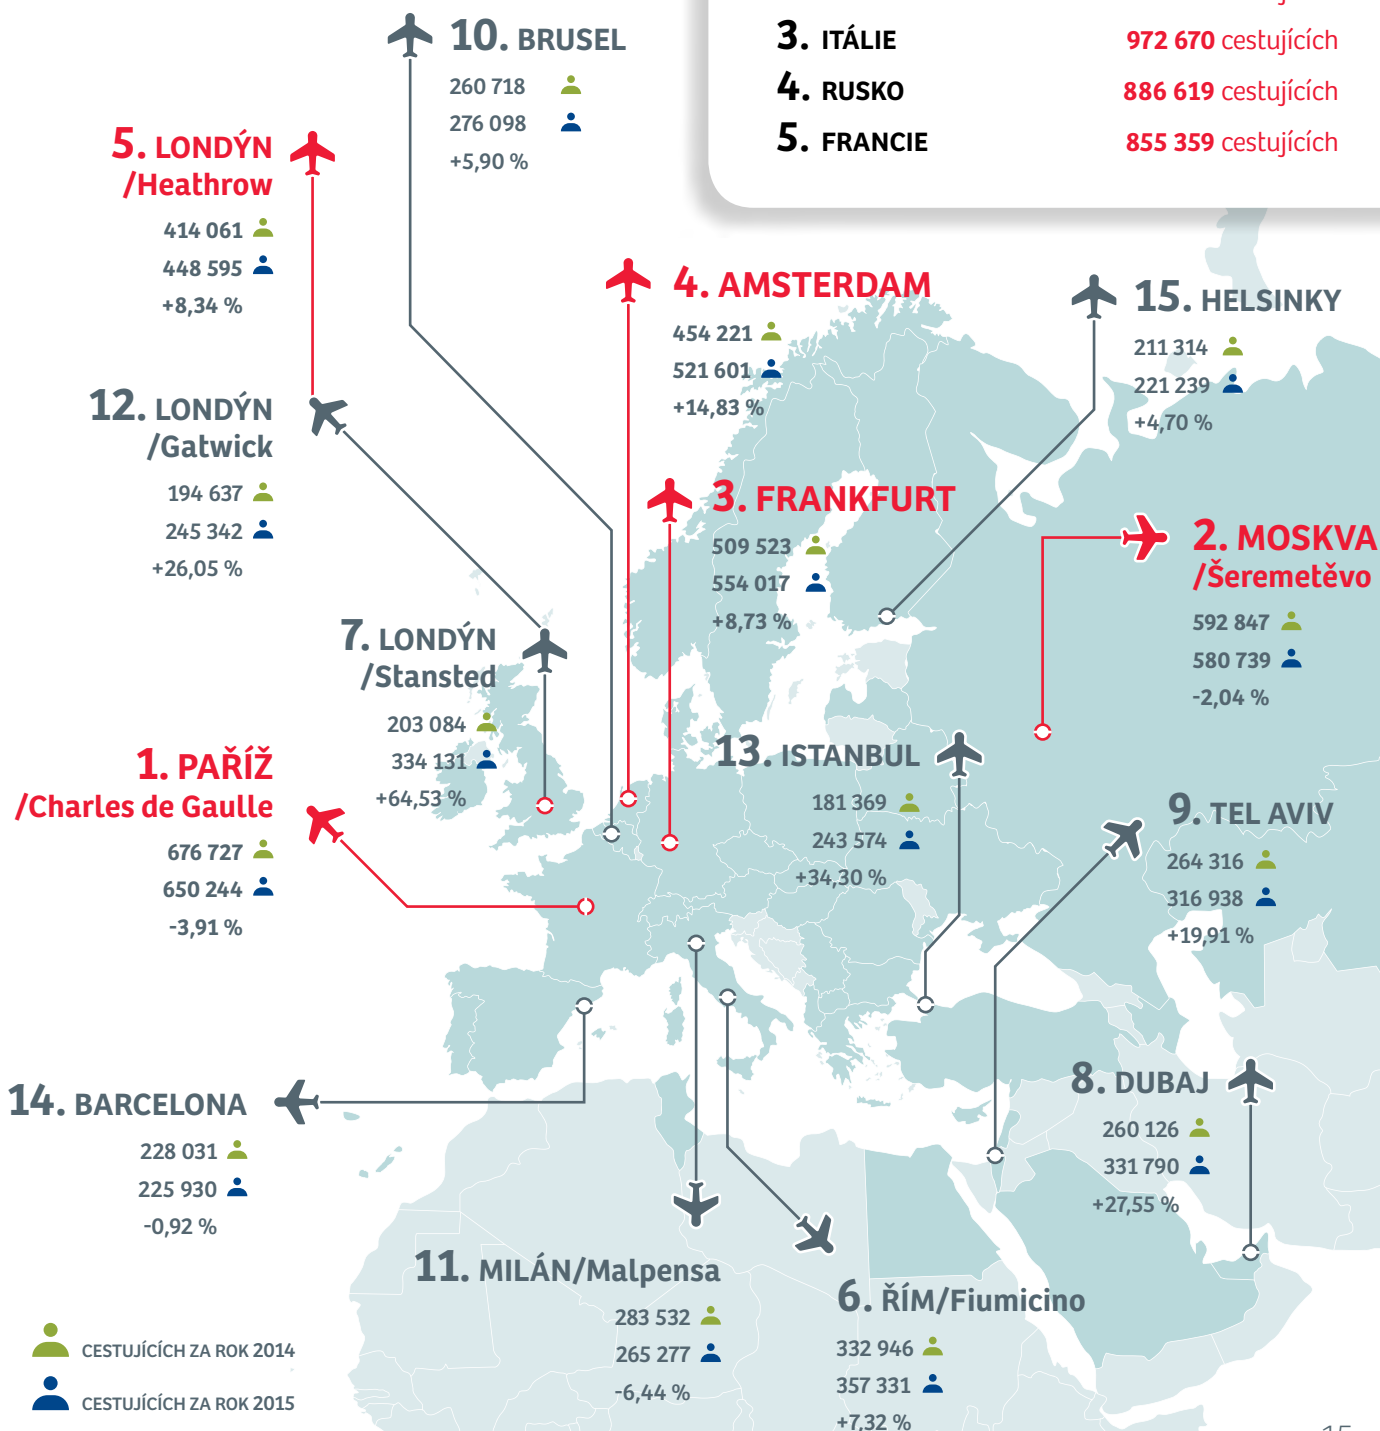 3. ITÁLIE 972 670 cestujících
4. RUSKO 886 619 cestujících
5. FRANCIE 855 359 cestujících
10. BRUSEL
260 718
276 098
+5,90 %
5. LONDÝN
/Heathrow
414 061
448 595
+8,34 %
4. AMSTERDAM
454 221
521 601
+14,83 %
15. HELSINKY
211 314
221 239
+4,70 %
12. LONDÝN
/Gatwick
194 637
245 342
+26,05 %
3. FRANKFURT
509 523
554 017
+8,73 %
2. MOSKVA
/Šeremetěvo
592 847
580 739
-2,04 %
7. LONDÝN
/Stansted
203 084
334 131
+64,53 %
1. PAŘÍŽ
/Charles de Gaulle
676 727
650 244
-3,91 %
13. ISTANBUL
181 369
243 574
+34,30 %
9. TEL AVIV
264 316
316 938
+19,91 %
14. BARCELONA
228 031
225 930
-0,92 %
8. DUBAJ
260 126
331 790
+27,55 %
11. MILÁN/Malpensa
283 532
265 277
-6,44 %
6. ŘÍM/Fiumicino
332 946
357 331
+7,32 %
CESTUJÍCÍCH ZA ROK 2014
CESTUJÍCÍCH ZA ROK 2015